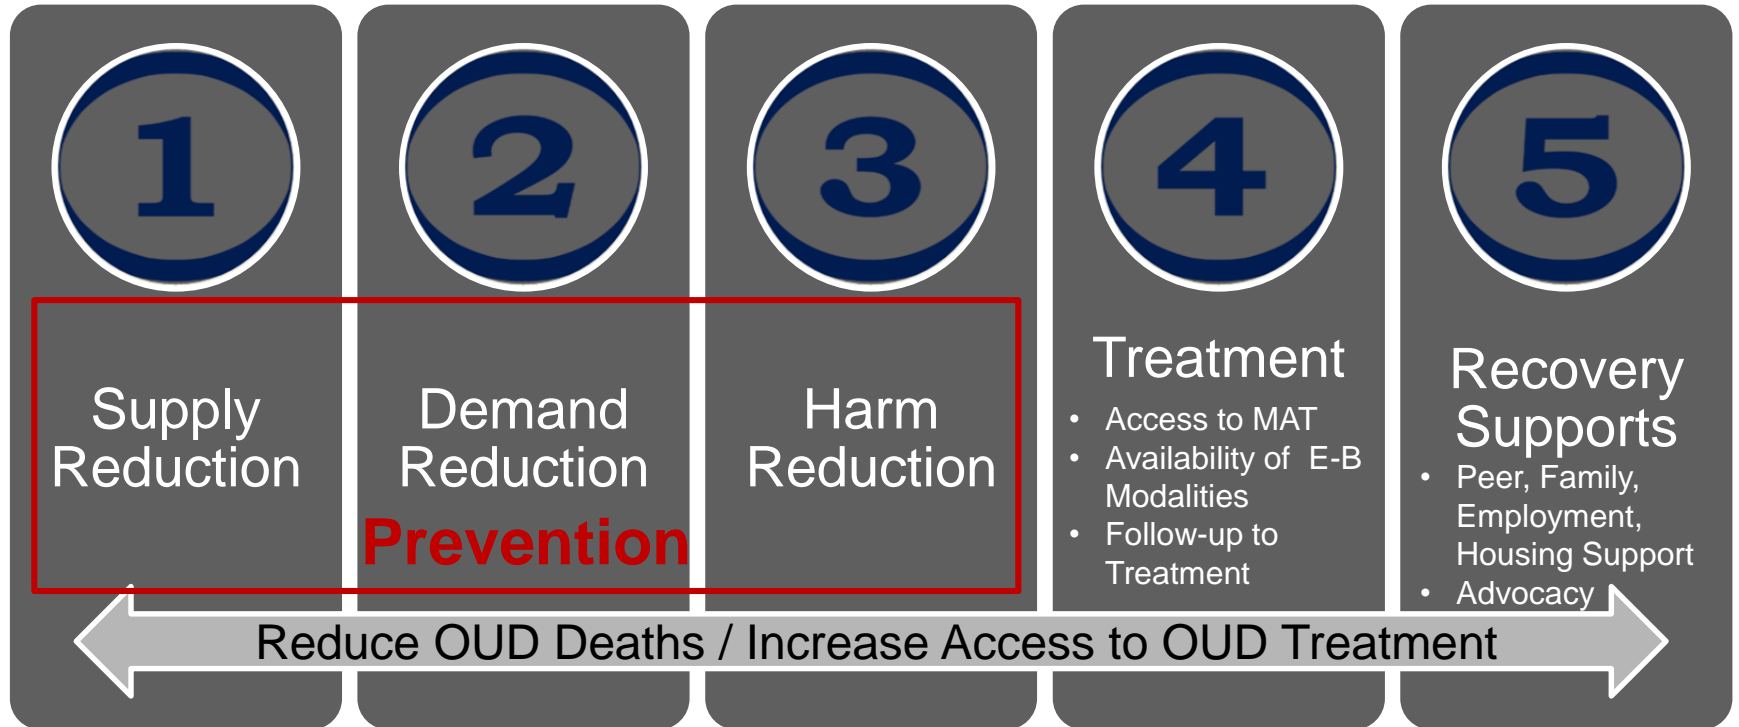 1
Supply
Reduction
2
Demand
Reduction
Prevention
3
Harm
Reduction
4
Treatment
• Access to MAT
• Availability of E-B
Modalities
• Follow-up to
Treatment
5
Recovery
Supports
• Peer, Family,
Employment,
Housing Support
• Advocacy
Reduce OUD Deaths / Increase Access to OUD Treatment